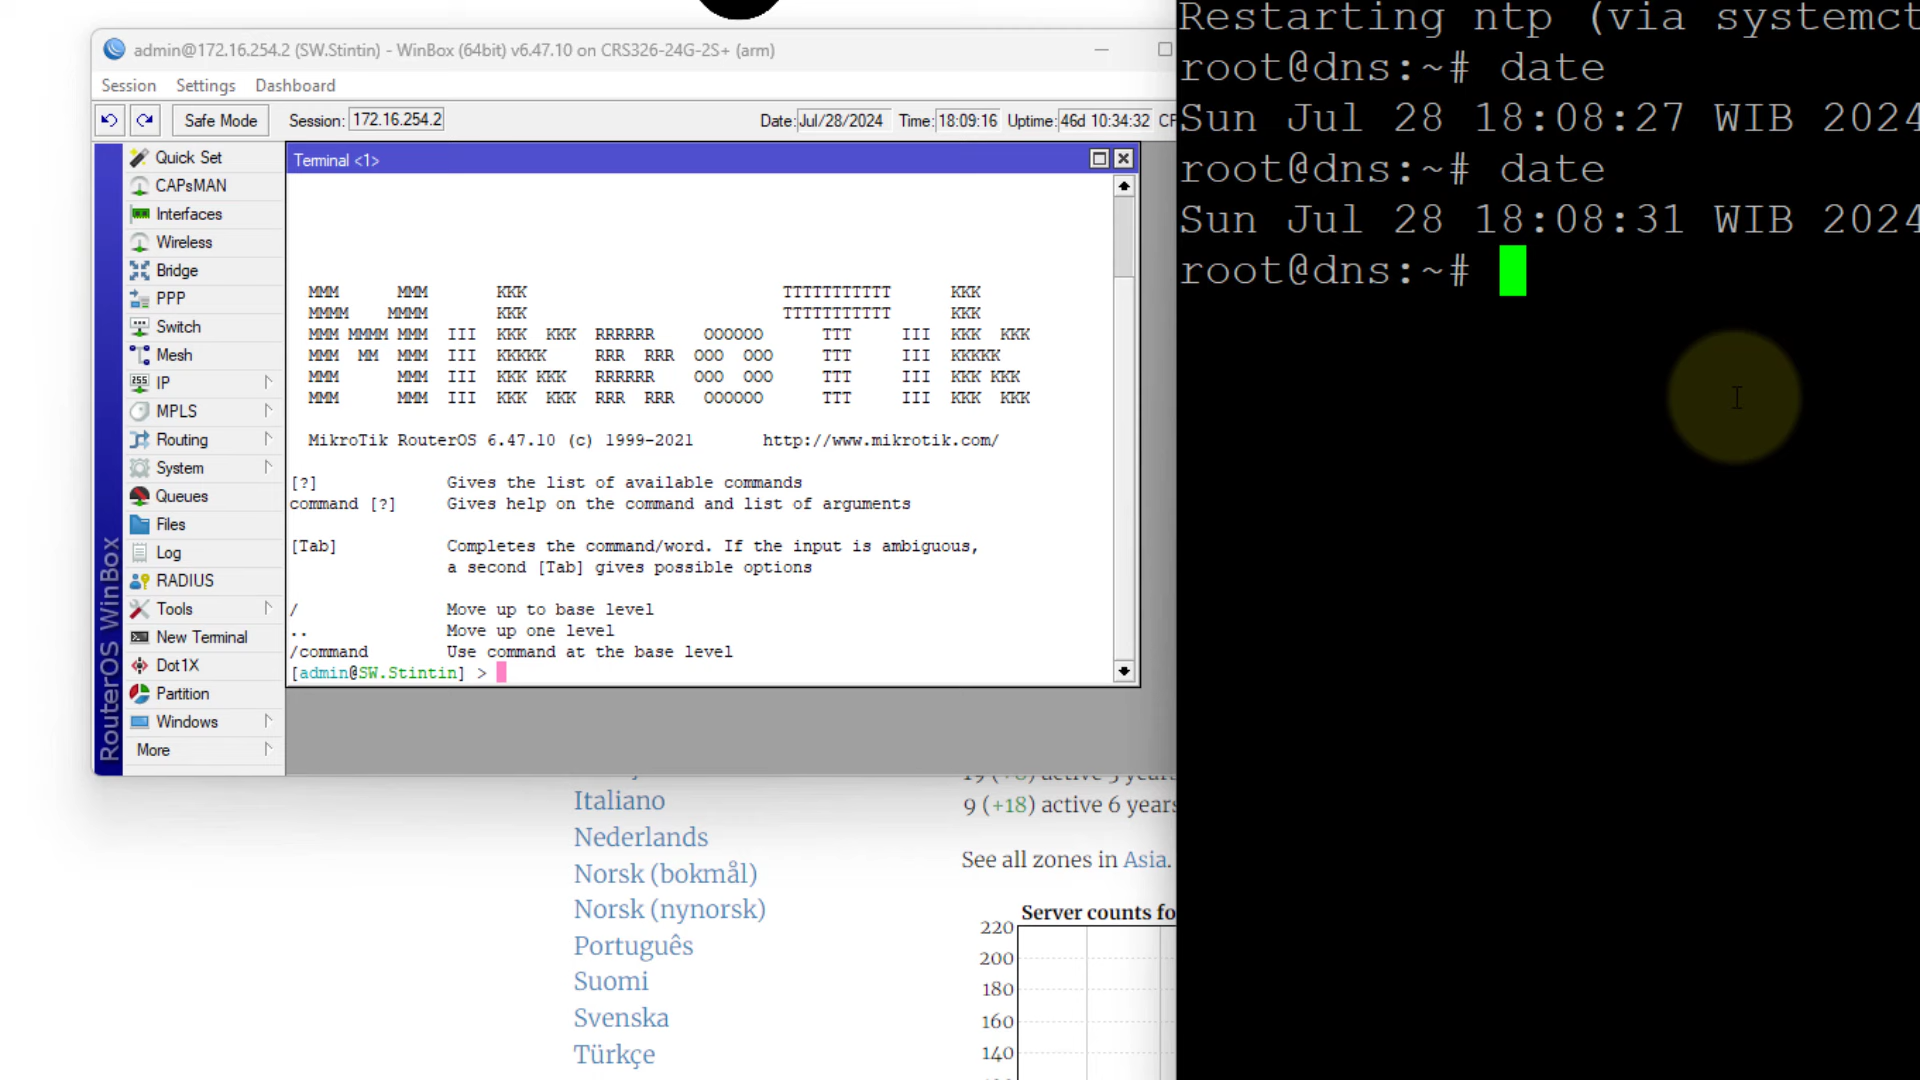 admin@172.16.254.2 (SW.Stintin) - WinBox (64bit) v6.47.10 on CRS326-24G-2S+ (arm)
Session Settings Dashboard
Safe Mode Session: 172.16.254.2 Date: Jul/28/2024 Time: 18:09:16 Uptime: 46d 10:34:32
RouterOS WinBox
Quick Set
CAPsMAN
Interfaces
Wireless
Bridge
PPP
Switch
Mesh
IP
MPLS
Routing
System
Queues
Files
Log
RADIUS
Tools
New Terminal
Dot1X
Partition
Windows
More
Terminal <1>
MMM      MMM       KKK                          TTTTTTTTTTTT      KKK
MMMM    MMMM       KKK                          TTTTTTTTTTTT      KKK
MMM MMMM MMM  III  KKK  KKK  RRRRRR     OOOOOO      TTT     III  KKK  KKK
MMM  MM  MMM  III  KKKKK     RRR  RRR  OOO  OOO     TTT     III  KKKKK
MMM      MMM  III  KKK KKK   RRRRRR    OOO  OOO     TTT     III  KKK KKK
MMM      MMM  III  KKK  KKK  RRR  RRR   OOOOOO      TTT     III  KKK  KKK
MikroTik RouterOS 6.47.10 (c) 1999-2021 http://www.mikrotik.com/
[?] Gives the list of available commands
command [?] Gives help on the command and list of arguments
[Tab] Completes the command/word. If the input is ambiguous,
a second [Tab] gives possible options
/ Move up to base level
.. Move up one level
/command Use command at the base level
[admin@SW.Stintin] >
Italiano
Nederlands
Norsk (bokmål)
Norsk (nynorsk)
Português
Suomi
Svenska
Türkçe
9 (+18) active 6 years
See all zones in Asia.
Server counts
220
200
180
160
140
Restarting ntp (via
root@dns:~# date
Sun Jul 28 18:08:27 WIB 2024
root@dns:~# date
Sun Jul 28 18:08:31 WIB 2024
root@dns:~#